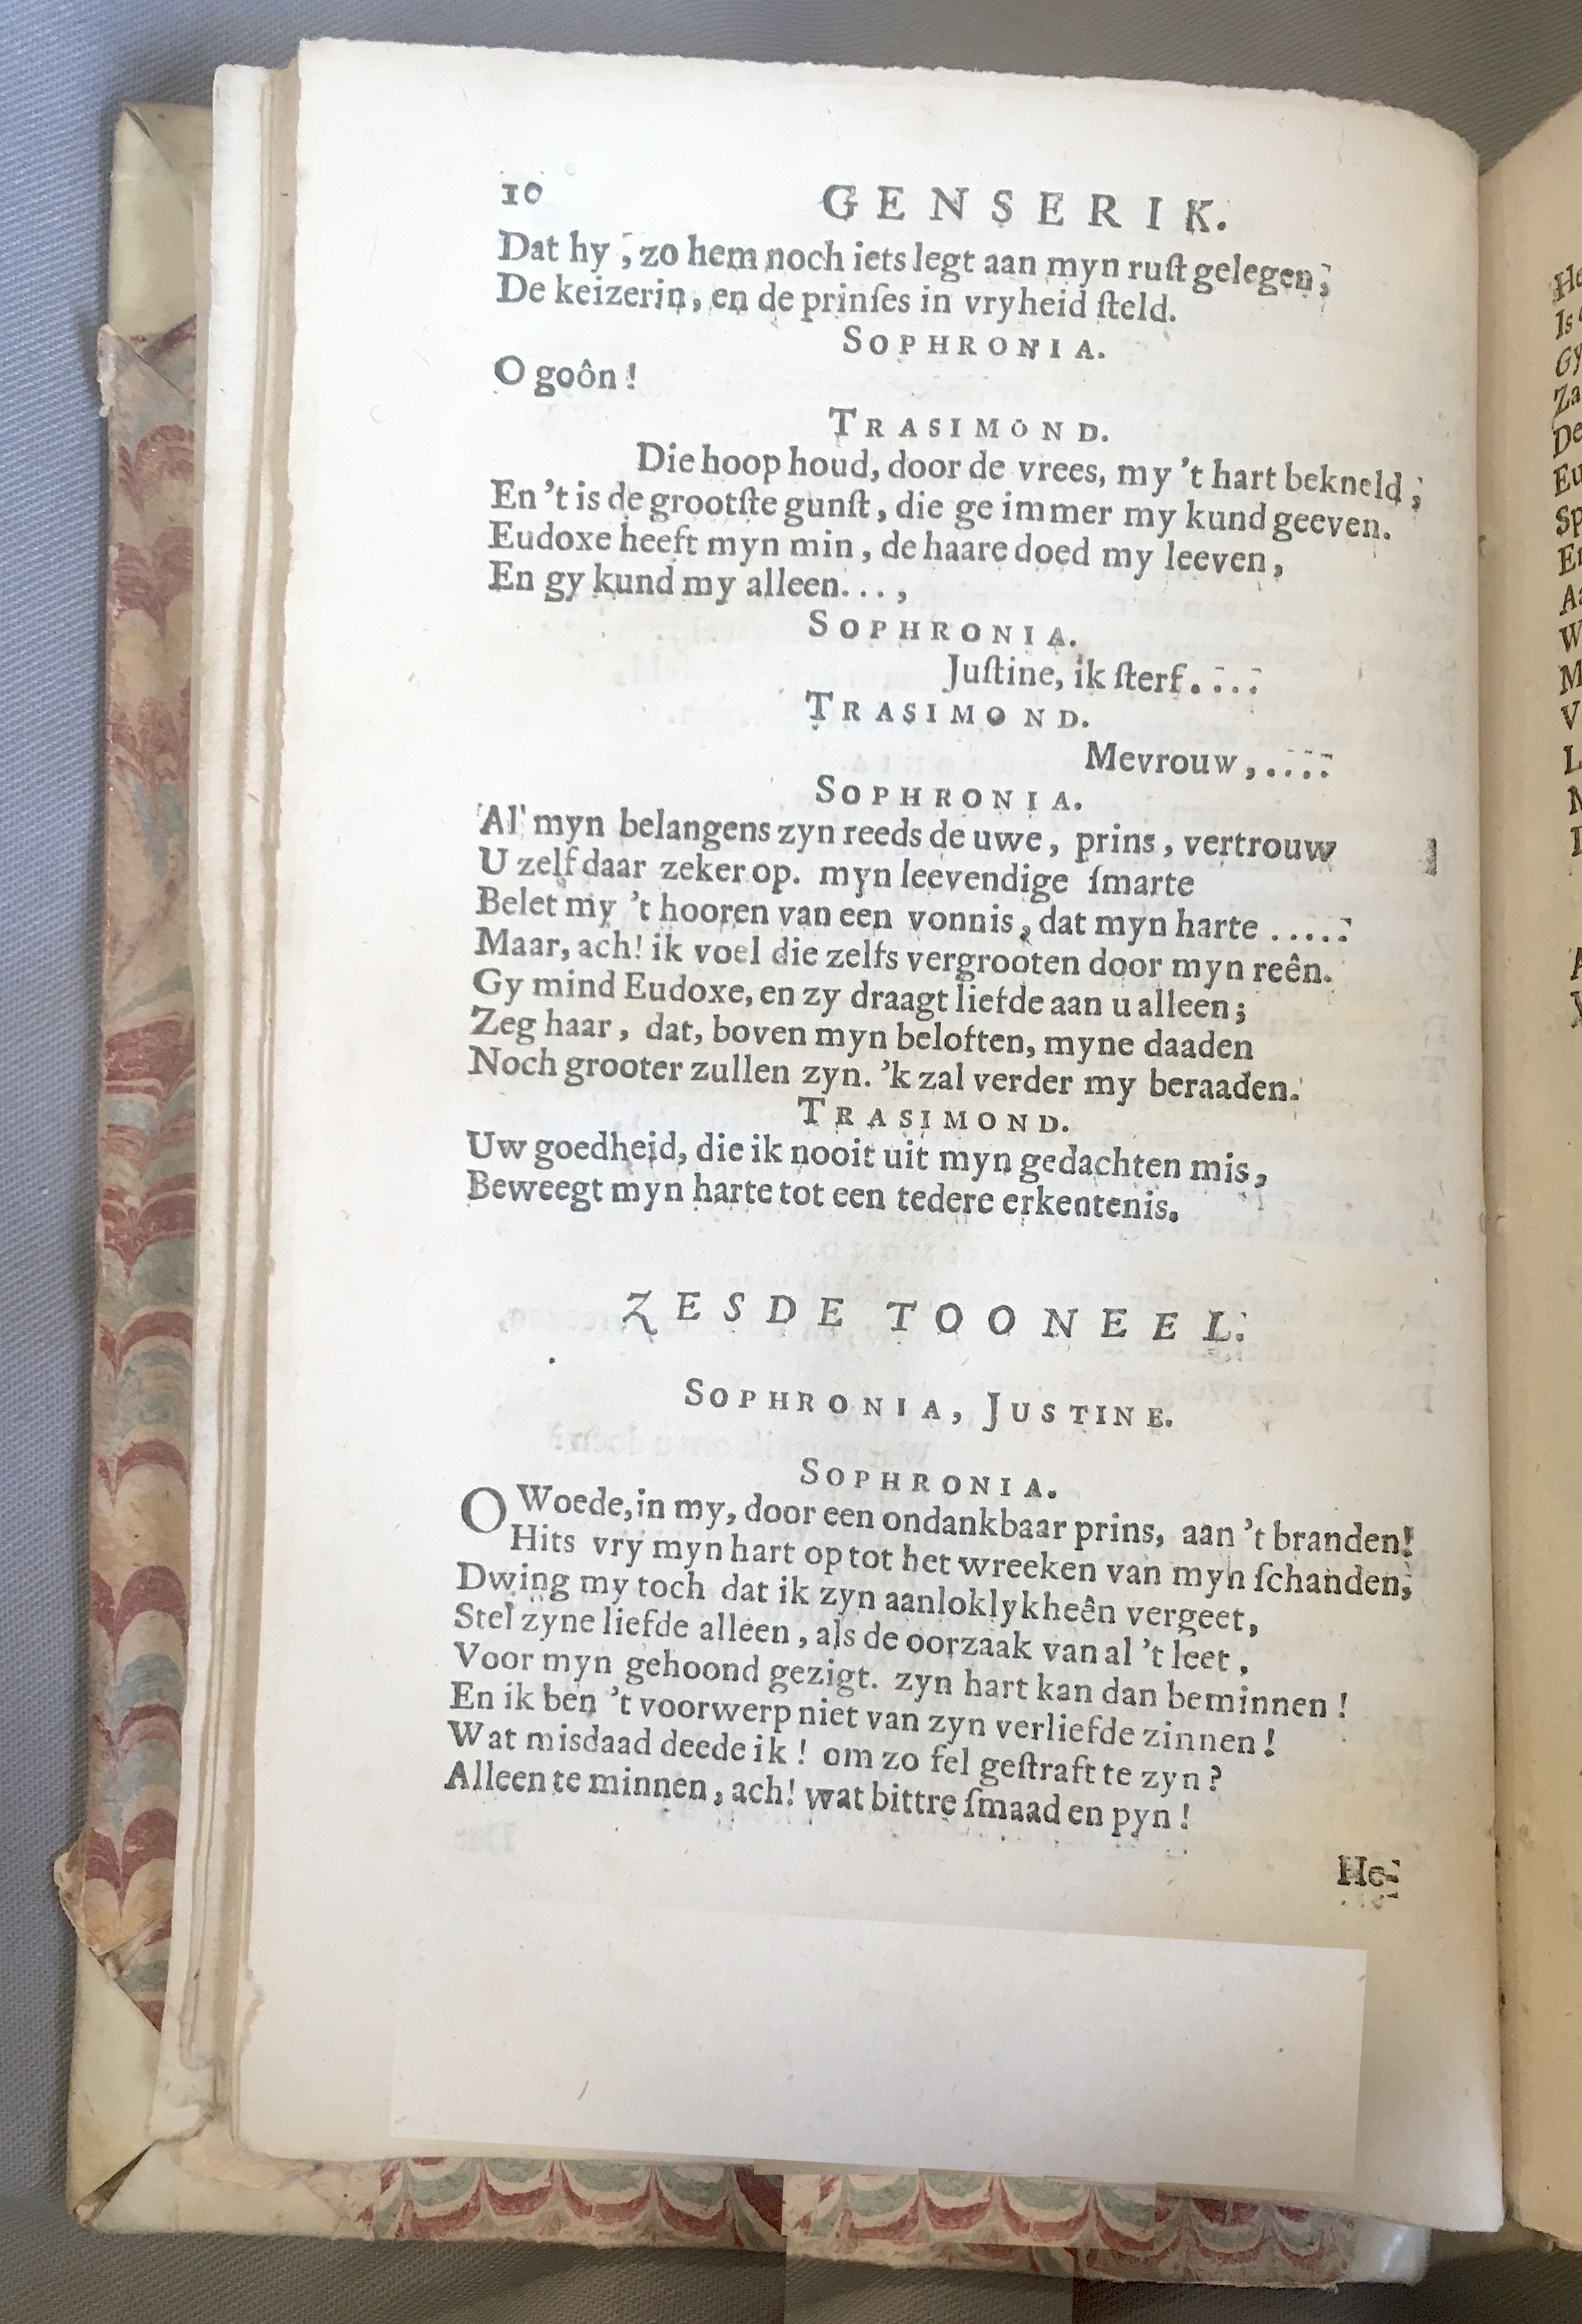 10 GENSERIK.
Dat hy, zo hem noch iets legt aan myn ruſt gelegen;
De keizerin, en de prinſes in vryheid ſteld.
SOPHRONIA.
O goôn!
TRASIMOND.
Die hoop houd, door de vrees, my 't hart bekneld;
En 't is de grootſte gunſt, die ge immer my kund geeven.
Eudoxe heeft myn min, de haare doed my leeven,
En gy kund my alleen...,
SOPHRONIA.
Juſtine, ik ſterf....
TRASIMOND.
Mevrouw,....
SOPHRONIA.
Al myn belangens zyn reeds de uwe, prins, vertrouw
U zelf daar zeker op. myn leevendige ſmarte
Belet my 't hooren van een vonnis, dat myn harte .....
Maar, ach! ik voel die zelfs vergrooten door myn reên.
Gy mind Eudoxe, en zy draagt liefde aan u alleen;
Zeg haar, dat, boven myn beloften, myne daaden
Noch grooter zullen zyn. 'k zal verder my beraaden.
TRASIMOND.
Uw goedheid, die ik nooit uit myn gedachten mis,
Beweegt myn harte tot een tedere erkentenis.
ZESDE TOONEEL.
SOPHRONIA, JUSTINE.
SOPHRONIA.
O Woede, in my, door een ondankbaar prins, aan 't branden!
Hits vry myn hart op tot het wreeken van myn ſchanden;
Dwing my toch dat ik zyn aanloklykheên vergeet,
Stel zyne liefde alleen, als de oorzaak van al 't leet,
Voor myn gehoond gezigt. zyn hart kan dan beminnen!
En ik ben 't voorwerp niet van zyn verliefde zinnen!
Wat misdaad deede ik! om zo fel geſtraft te zyn?
Alleen te minnen, ach! wat bittre ſmaad en pyn!
He-